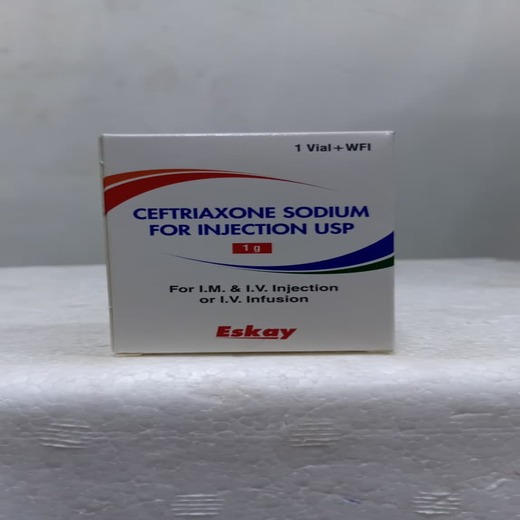 1 Vial+WFI
CEFTRIAXONE SODIUM
FOR INJECTION USP
1 g
For I.M. & I.V. Injection
or I.V. Infusion
Eskay